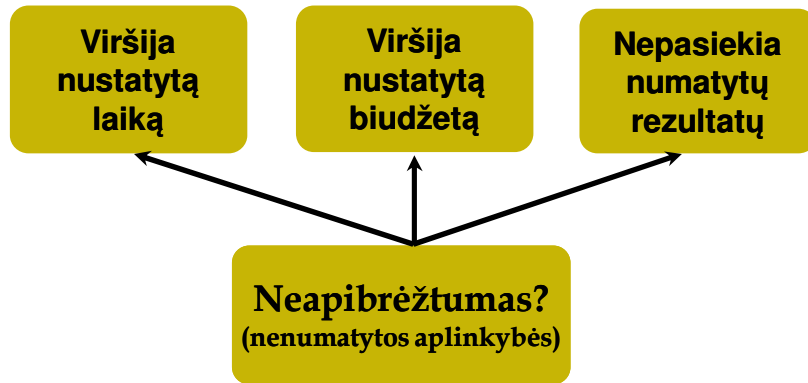 Viršija
nustatytą
laiką
Viršija
nustatytą
biudžetą
Nepasiekia
numatytų
rezultatų
Neapibrėžtumas?
(nenumatytos aplinkybės)